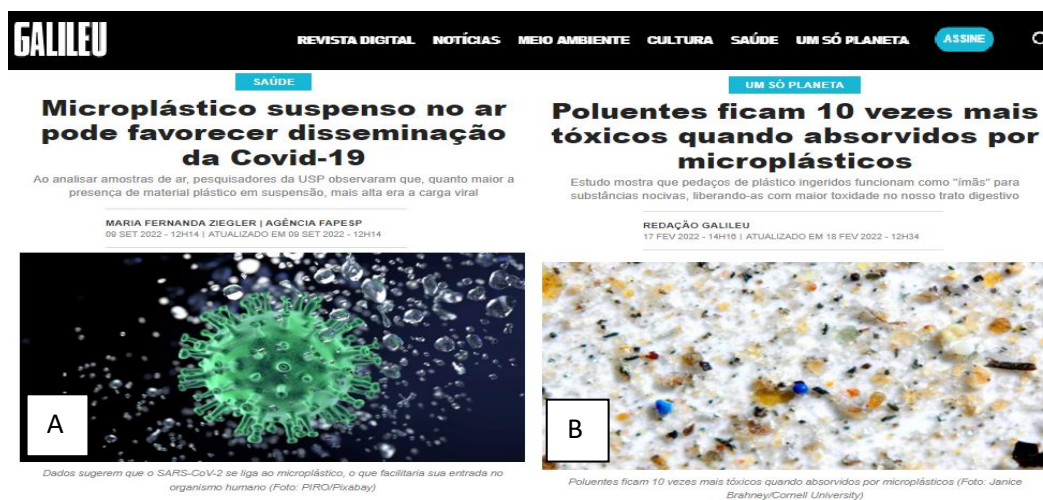 GALILEU
REVISTA DIGITAL NOTÍCIAS MEIO AMBIENTE CULTURA SAÚDE UM SÓ PLANETA ASSINE
SAÚDE
Microplástico suspenso no ar
pode favorecer disseminação
da Covid-19
Ao analisar amostras de ar, pesquisadores da USP observaram que, quanto maior a
presença de material plástico em suspensão, mais alta era a carga viral
MARIA FERNANDA ZIEGLER | AGÊNCIA FAPESP
09 SET 2022 - 12H14 | ATUALIZADO EM 09 SET 2022 - 12H14
A
Dados sugerem que o SARS-CoV-2 se liga ao microplástico, o que facilitaria sua entrada no
organismo humano (Foto: PIRO/Pixabay)
UM SÓ PLANETA
Poluentes ficam 10 vezes mais
tóxicos quando absorvidos por
microplásticos
Estudo mostra que pedaços de plástico ingeridos funcionam como "ímãs" para
substâncias nocivas, liberando-as com maior toxidade no nosso trato digestivo
REDAÇÃO GALILEU
17 FEV 2022 - 14H16 | ATUALIZADO EM 18 FEV 2022 - 12H34
B
Poluentes ficam 10 vezes mais tóxicos quando absorvidos por microplásticos (Foto: Janice
Brahney/Cornell University)